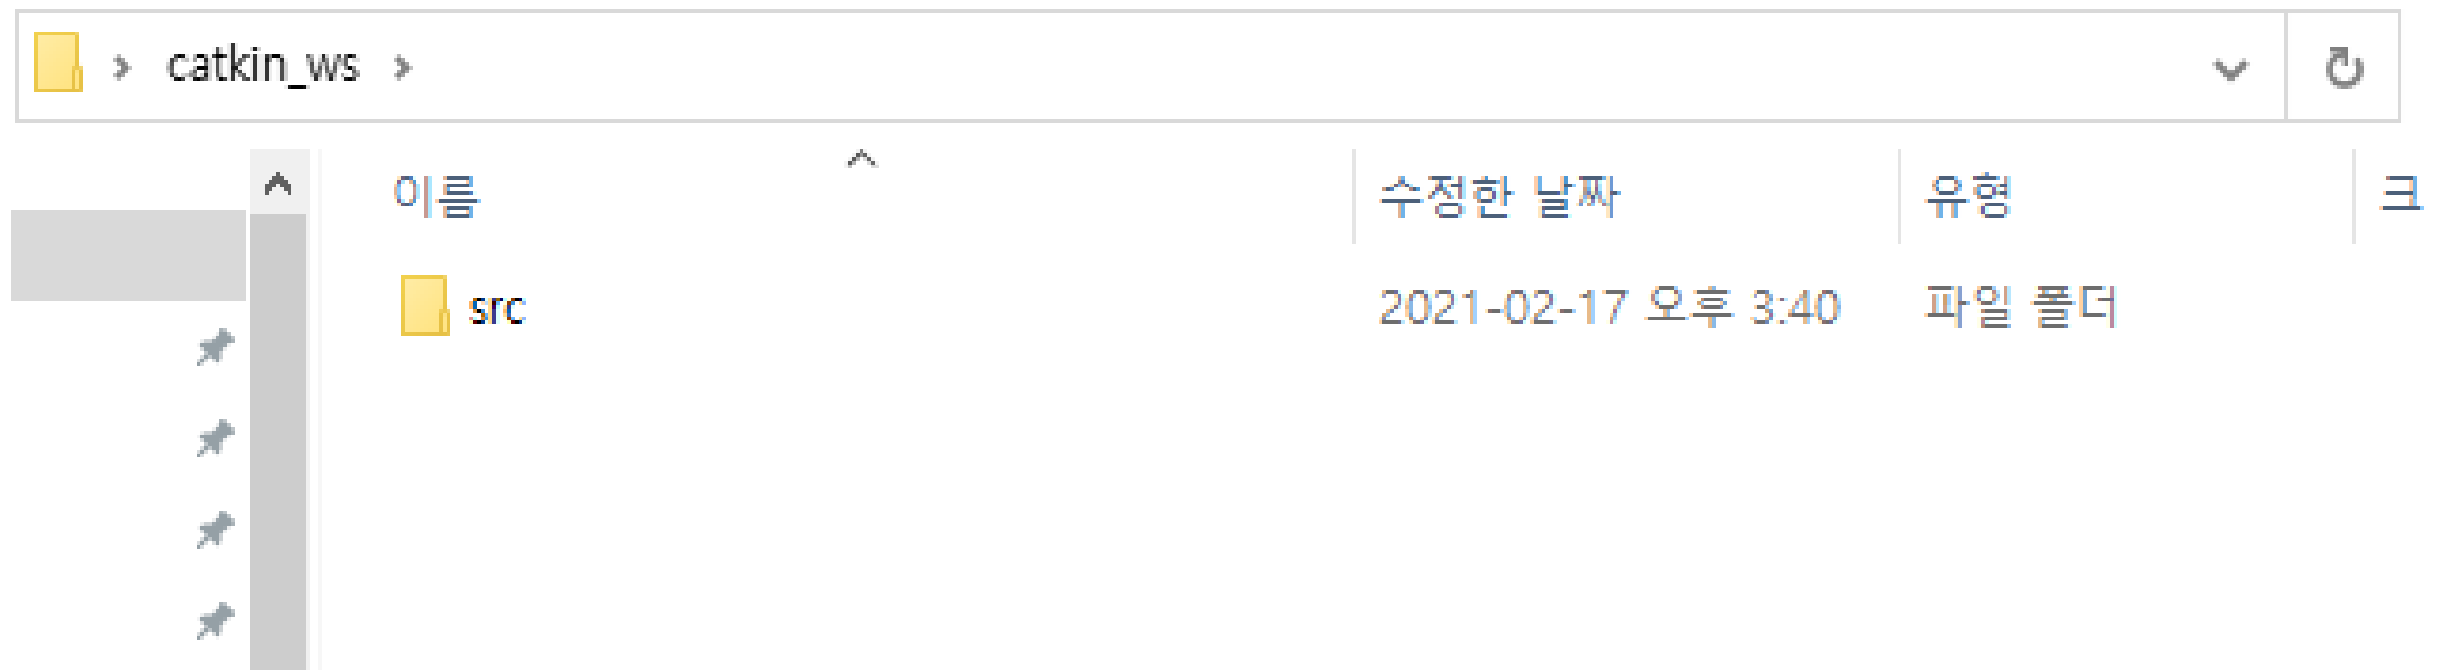 catkin_ws
이름 수정한 날짜 유형 크
src 2021-02-17 오후 3:40 파일 폴더